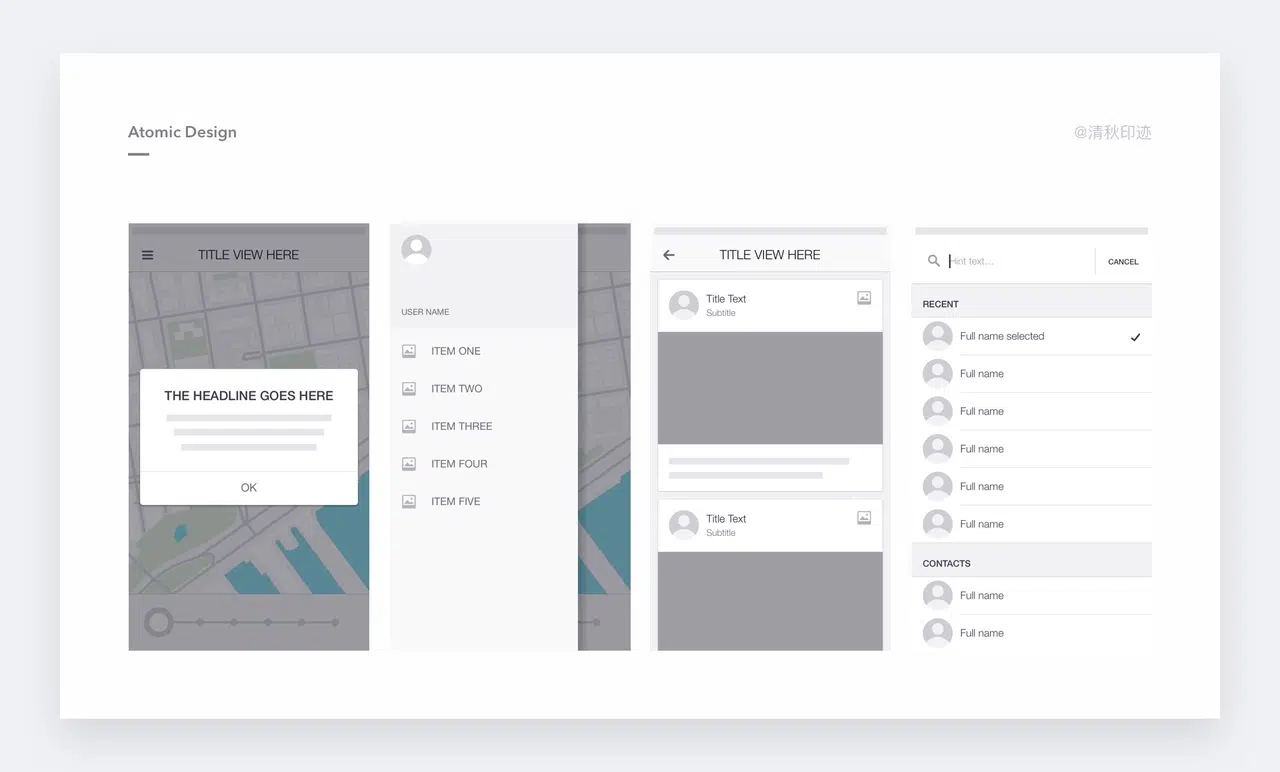 Atomic Design
@清秋印迹
TITLE VIEW HERE
THE HEADLINE GOES HERE
OK
USER NAME
ITEM ONE
ITEM TWO
ITEM THREE
ITEM FOUR
ITEM FIVE
TITLE VIEW HERE
Title Text
Subtitle
Title Text
Subtitle
Hint text...
CANCEL
RECENT
Full name selected
Full name
Full name
Full name
Full name
Full name
CONTACTS
Full name
Full name